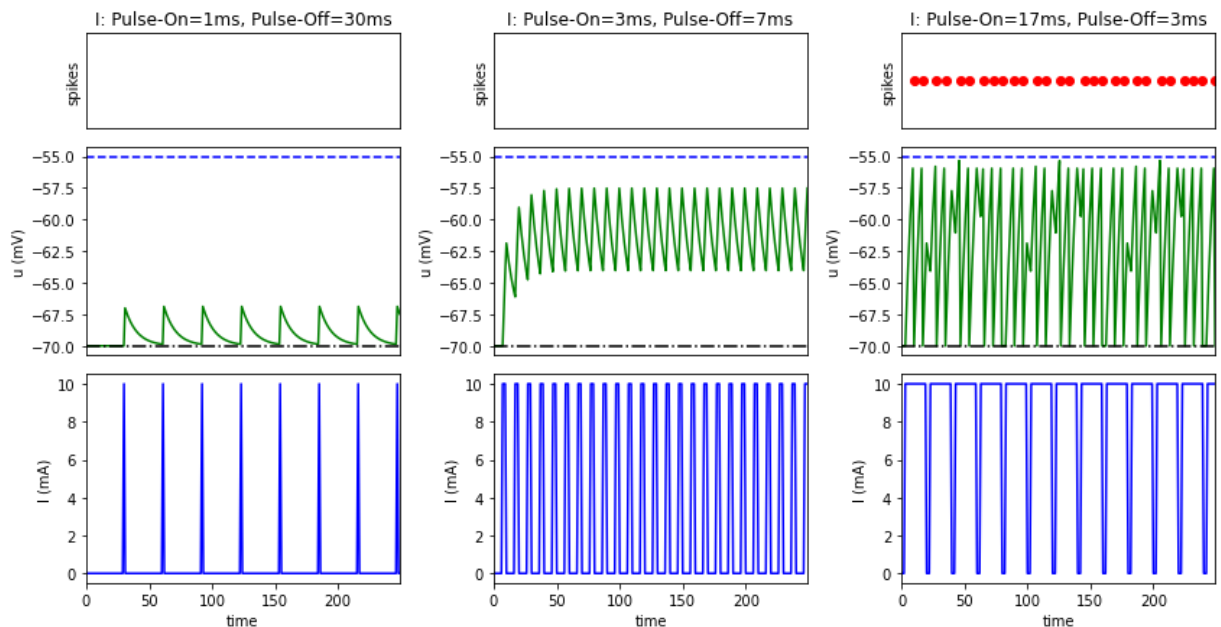 I: Pulse-On=1ms, Pulse-Off=30ms
I: Pulse-On=3ms, Pulse-Off=7ms
I: Pulse-On=17ms, Pulse-Off=3ms
spikes
spikes
spikes
−55.0
−57.5
−60.0
−62.5
−65.0
−67.5
−70.0
u (mV)
−55.0
−57.5
−60.0
−62.5
−65.0
−67.5
−70.0
u (mV)
−55.0
−57.5
−60.0
−62.5
−65.0
−67.5
−70.0
u (mV)
10
8
6
4
2
0
I (mA)
0 50 100 150 200
time
10
8
6
4
2
0
I (mA)
0 50 100 150 200
time
10
8
6
4
2
0
I (mA)
0 50 100 150 200
time